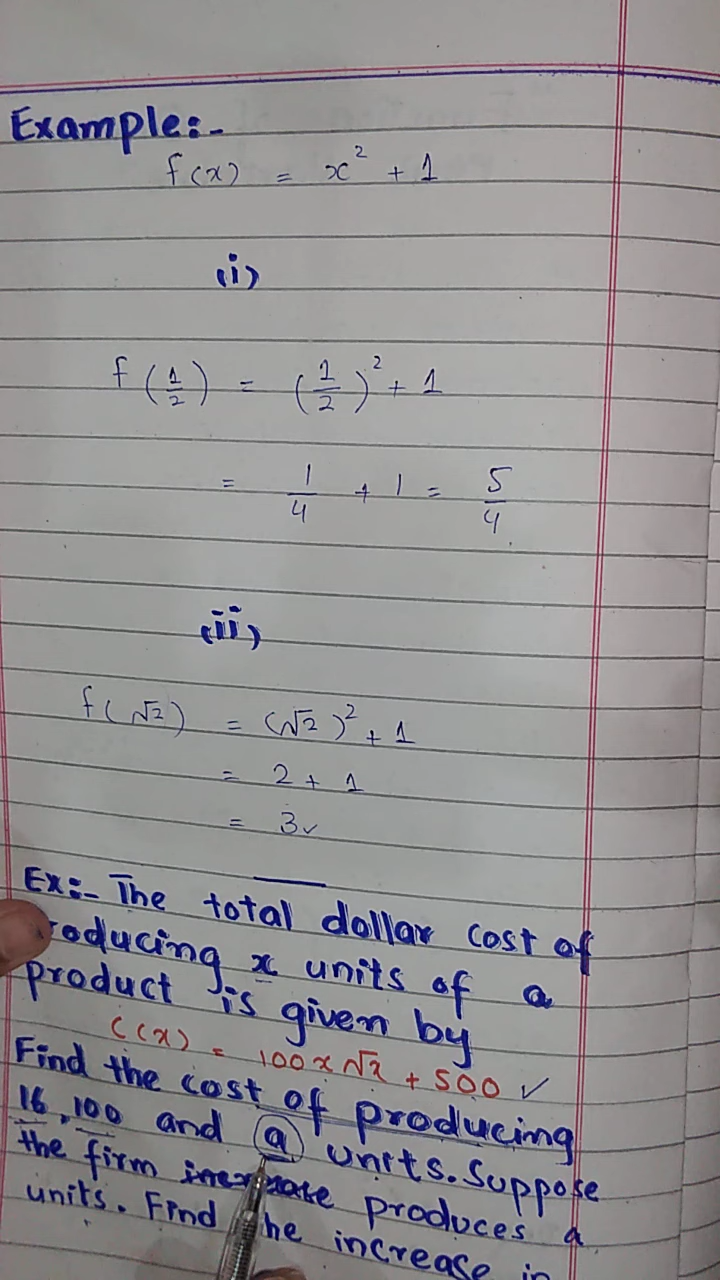 Example:-
f(x) = x² + 1
(i)
f(1/2) = (1/2)² + 1
= 1/4 + 1 = 5/4
(ii)
f(√2) = (√2)² + 1
= 2 + 1
= 3✓
Ex:- The total dollar cost of
roducing x units of a
product is given by
C(x) = 100x√x + 500 ✓
Find the cost of producing
16, 100 and a units. Suppose
the firm produces a
units. Find he increase in